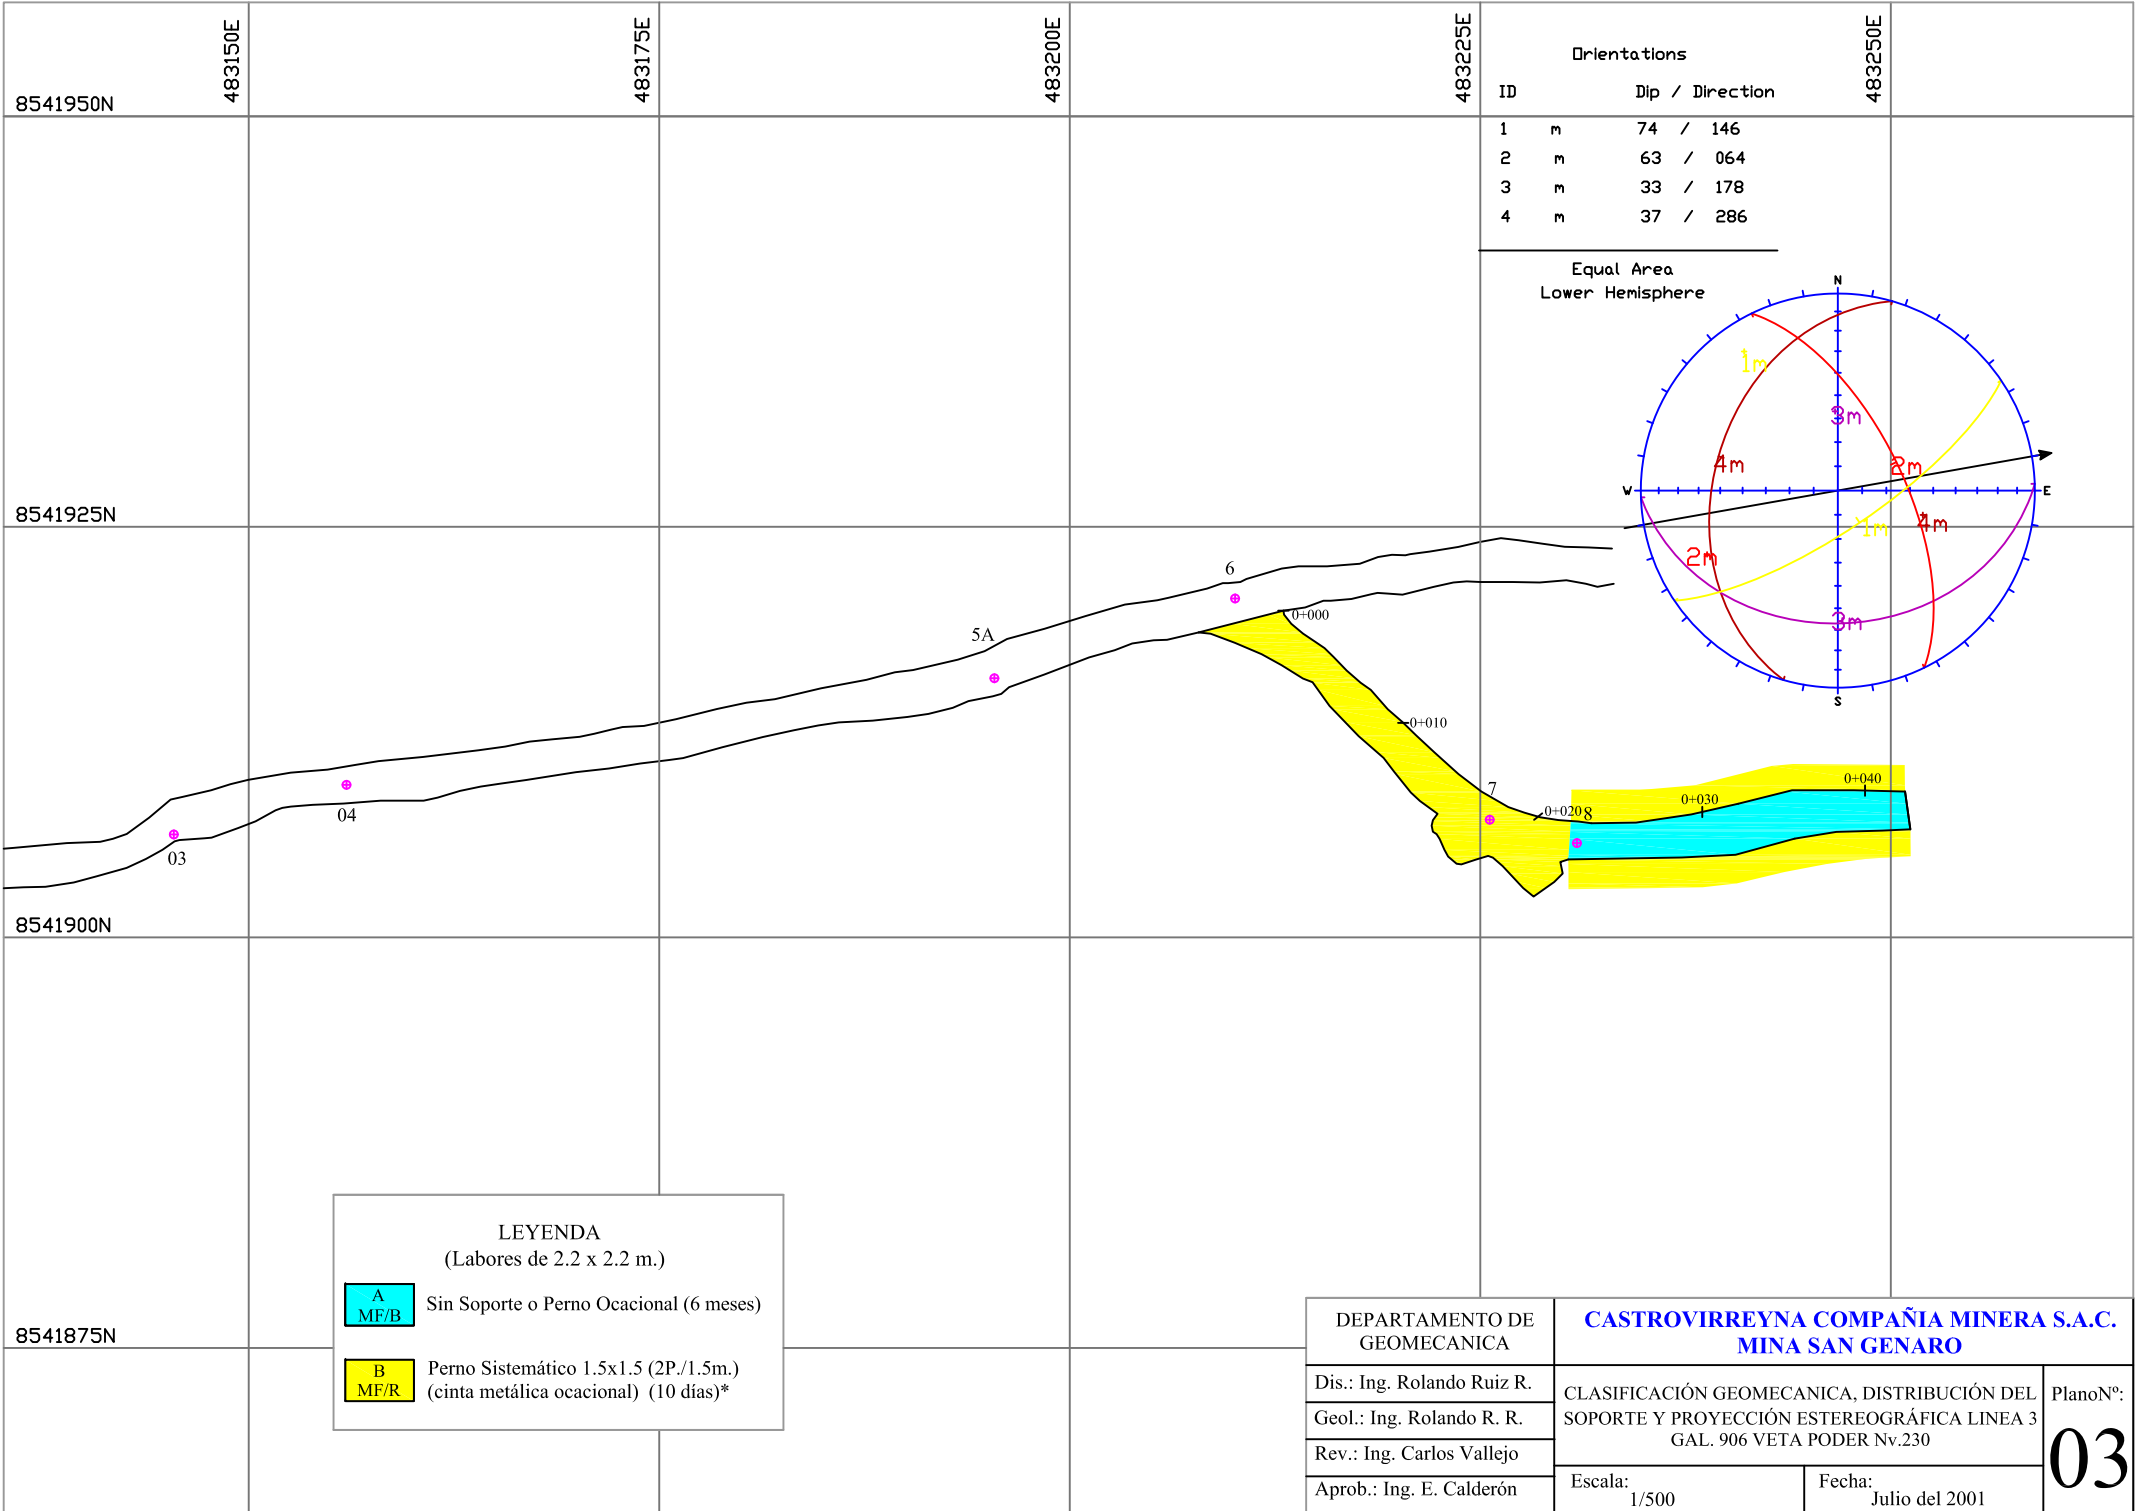 483150E
483175E
483200E
483225E
483250E
8541950N
8541925N
8541900N
8541875N
Orientations
ID Dip / Direction
1 m 74 / 146
2 m 63 / 064
3 m 33 / 178
4 m 37 / 286
Equal Area
Lower Hemisphere
N
1m
3m
4m
2m
W
E
1m
4m
2m
3m
S
6
0+000
5A
0+010
7
0+020
8
0+030
0+040
04
03
LEYENDA
(Labores de 2.2 x 2.2 m.)
A
MF/B
Sin Soporte o Perno Ocacional (6 meses)
B
MF/R
Perno Sistemático 1.5x1.5 (2P./1.5m.)
(cinta metálica ocacional) (10 días)*
DEPARTAMENTO DE
GEOMECANICA
CASTROVIRREYNA COMPAÑIA MINERA S.A.C.
MINA SAN GENARO
Dis.: Ing. Rolando Ruiz R.
Geol.: Ing. Rolando R. R.
Rev.: Ing. Carlos Vallejo
Aprob.: Ing. E. Calderón
CLASIFICACIÓN GEOMECANICA, DISTRIBUCIÓN DEL
SOPORTE Y PROYECCIÓN ESTEREOGRÁFICA LINEA 3
GAL. 906 VETA PODER Nv.230
PlanoNº:
03
Escala:
1/500
Fecha:
Julio del 2001